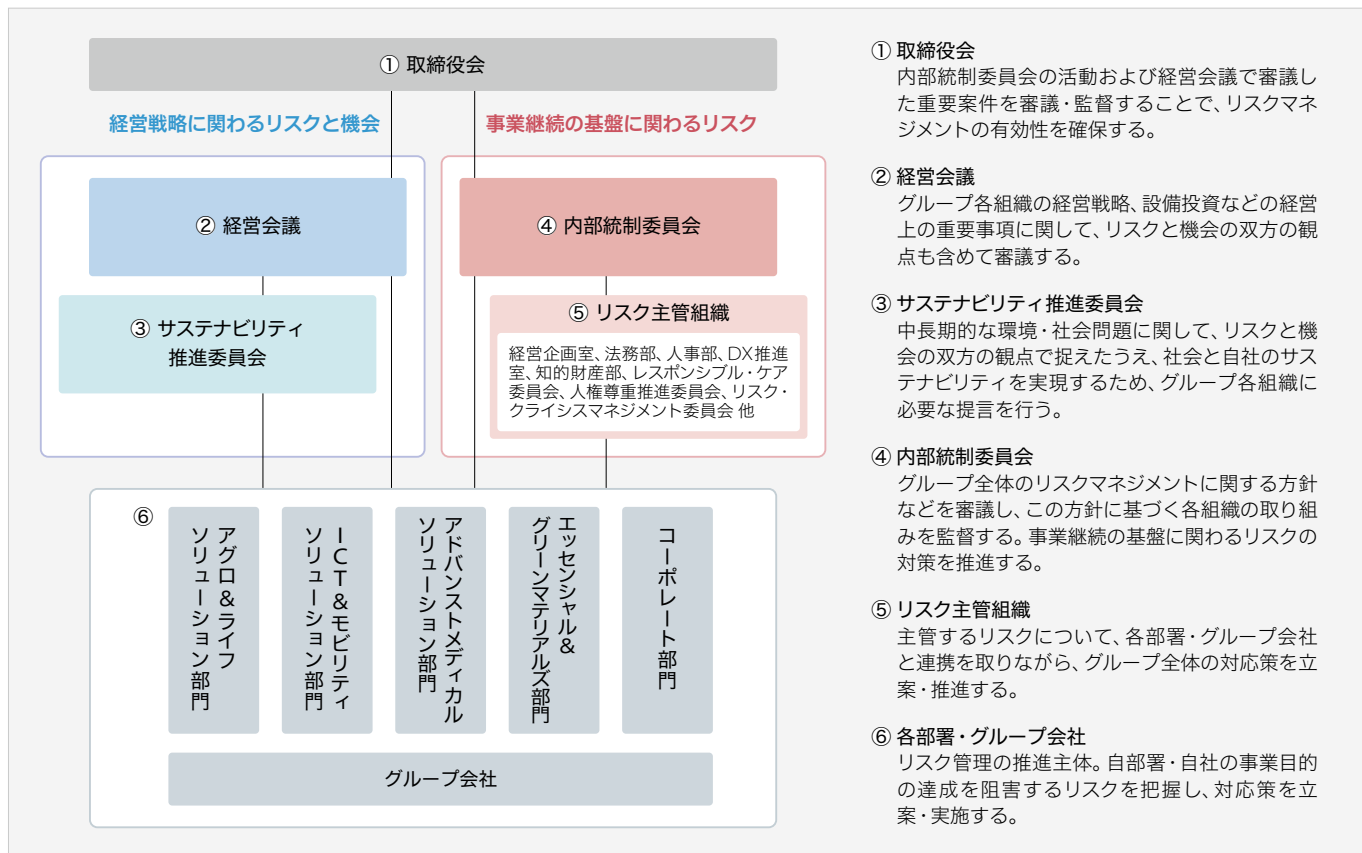 ① 取締役会
経営戦略に関わるリスクと機会
事業継続の基盤に関わるリスク
② 経営会議
③ サステナビリティ
推進委員会
④ 内部統制委員会
⑤ リスク主管組織
経営企画室、法務部、人事部、DX推進
室、知的財産部、レスポンシブル・ケア
委員会、人権尊重推進委員会、リスク・
クライシスマネジメント委員会 他
⑥
アグロ&ライフ
ソリューション部門
ICT&モビリティ
ソリューション部門
アドバンストメディカル
ソリューション部門
エッセンシャル&
グリーンマテリアルズ部門
コーポレート部門
グループ会社
① 取締役会
内部統制委員会の活動および経営会議で審議し
た重要案件を審議・監督することで、リスクマネ
ジメントの有効性を確保する。
② 経営会議
グループ各組織の経営戦略、設備投資などの経営
上の重要事項に関して、リスクと機会の双方の観
点も含めて審議する。
③ サステナビリティ推進委員会
中長期的な環境・社会問題に関して、リスクと機
会の双方の観点で捉えたうえ、社会と自社のサス
テナビリティを実現するため、グループ各組織に
必要な提言を行う。
④ 内部統制委員会
グループ全体のリスクマネジメントに関する方針
などを審議し、この方針に基づく各組織の取り組
みを監督する。事業継続の基盤に関わるリスクの
対策を推進する。
⑤ リスク主管組織
主管するリスクについて、各部署・グループ会社
と連携を取りながら、グループ全体の対応策を立
案・推進する。
⑥ 各部署・グループ会社
リスク管理の推進主体。自部署・自社の事業目的
の達成を阻害するリスクを把握し、対応策を立
案・実施する。